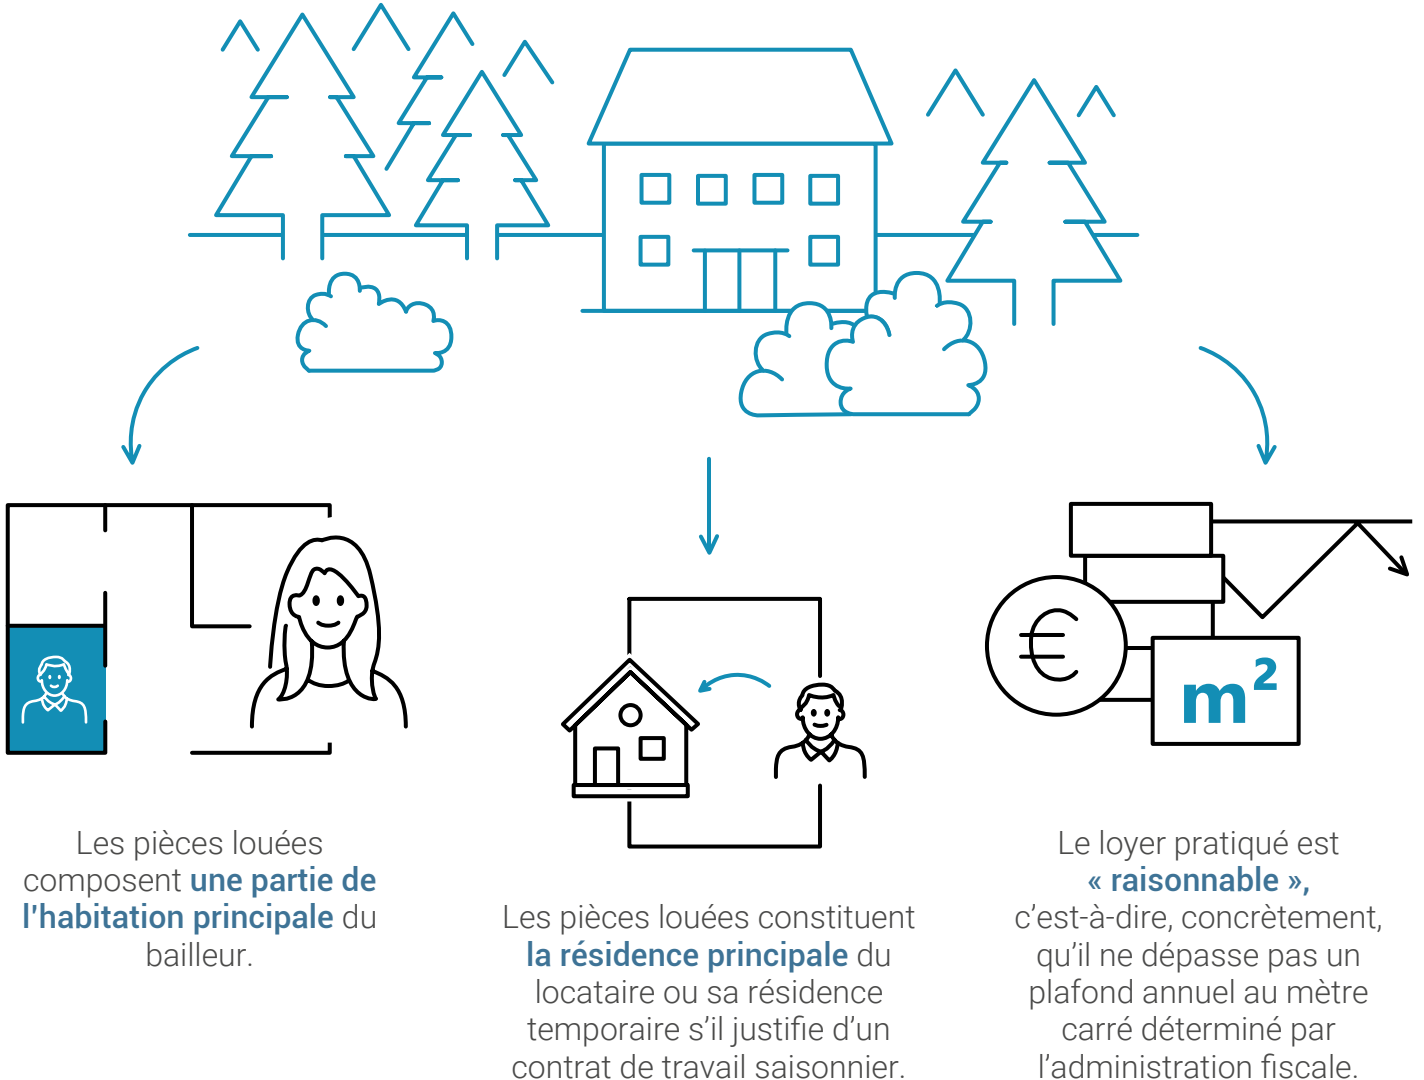 €
m²
Les pièces louées
composent une partie de
l'habitation principale du
bailleur.
Les pièces louées constituent
la résidence principale du
locataire ou sa résidence
temporaire s’il justifie d’un
contrat de travail saisonnier.
Le loyer pratiqué est
« raisonnable »,
c’est-à-dire, concrètement,
qu’il ne dépasse pas un
plafond annuel au mètre
carré déterminé par
l’administration fiscale.